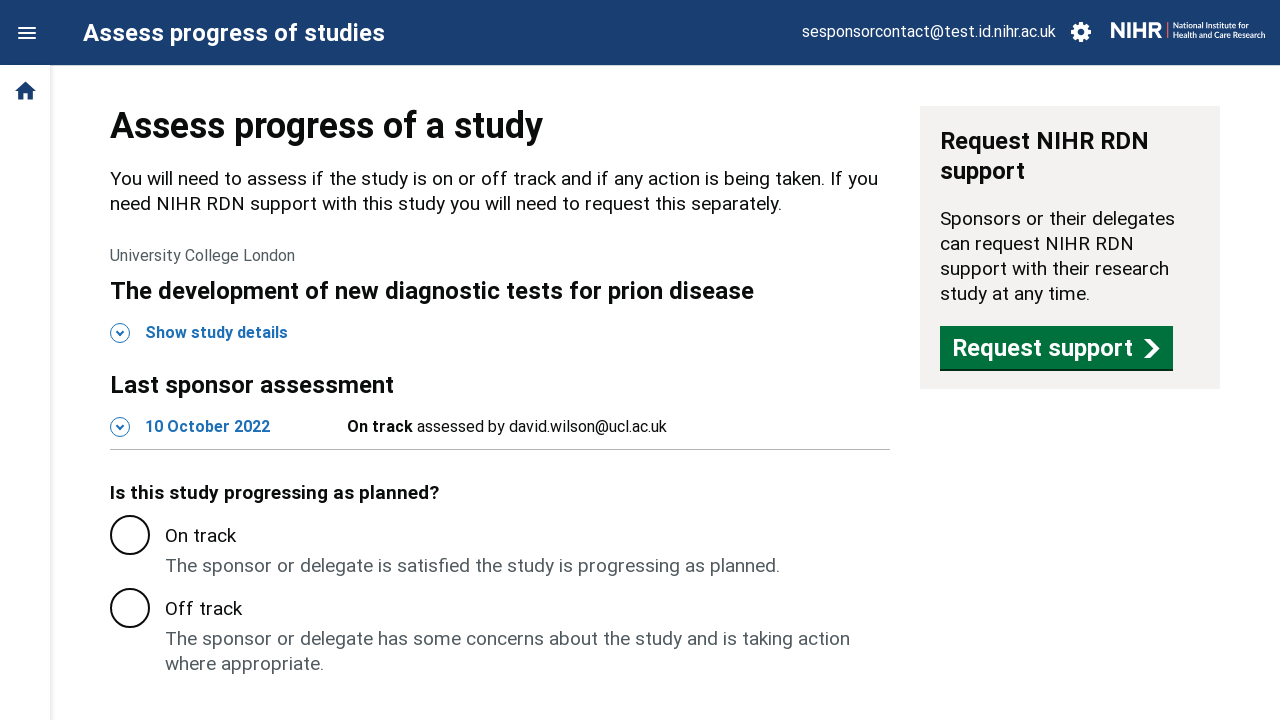 Assess progress of studies
sesponsorcontact@test.id.nihr.ac.uk
NIHR National Institute for
Health and Care Research
Assess progress of a study
You will need to assess if the study is on or off track and if any action is being taken. If you
need NIHR RDN support with this study you will need to request this separately.
University College London
The development of new diagnostic tests for prion disease
Show study details
Last sponsor assessment
10 October 2022 On track assessed by david.wilson@ucl.ac.uk
Is this study progressing as planned?
On track
The sponsor or delegate is satisfied the study is progressing as planned.
Off track
The sponsor or delegate has some concerns about the study and is taking action
where appropriate.
Request NIHR RDN
support
Sponsors or their delegates
can request NIHR RDN
support with their research
study at any time.
Request support